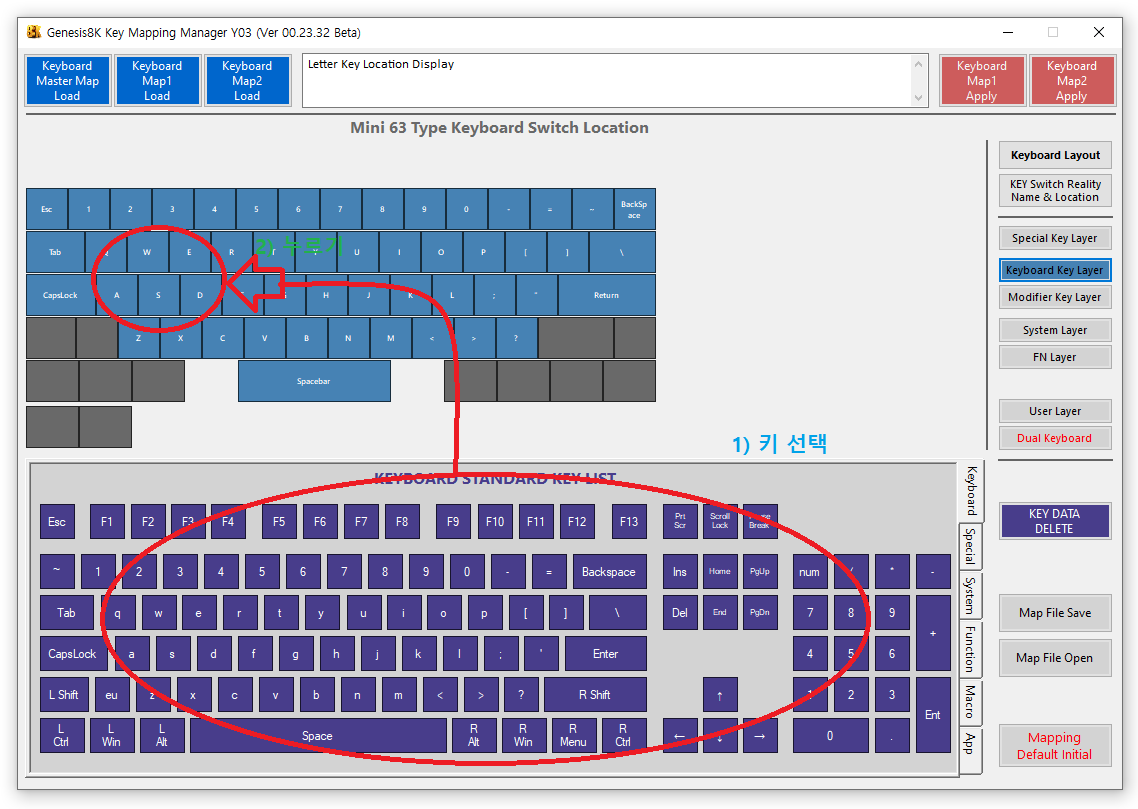 Genesis8K Key Mapping Manager Y03 (Ver 00.23.32 Beta)
Keyboard Master Map Load
Keyboard Map1 Load
Keyboard Map2 Load
Letter Key Location Display
Keyboard Map1 Apply
Keyboard Map2 Apply
Mini 63 Type Keyboard Switch Location
Keyboard Layout
KEY Switch Reality
Name & Location
Special Key Layer
Keyboard Key Layer
Modifier Key Layer
System Layer
FN Layer
User Layer
Dual Keyboard
Esc 1 2 3 4 5 6 7 8 9 0 - = ~ BackSpace
2) 누르기
Tab Q W E R T Y U I O P [ ] \
CapsLock A S D H J K L ; " Return
Z X C V B N M < > ?
Spacebar
1) 키 선택
KEYBOARD STANDARD KEY LIST
Esc F1 F2 F3 F4 F5 F6 F7 F8 F9 F10 F11 F12 F13 Prt Scr Scroll Lock Pause Break
~ 1 2 3 4 5 6 7 8 9 0 - = Backspace Ins Home PgUp num / * -
Tab q w e r t y u i o p [ ] \ Del End PgDn 7 8 9 +
CapsLock a s d f g h j k l ; ' Enter 4 5 6
L Shift eu z x c v b n m < > ? R Shift ↑ 1 2 3 Ent
L Ctrl L Win L Alt Space R Alt R Win R Menu R Ctrl ← ↓ → 0 .
Keyboard
Special
System
Function
Macro
App
KEY DATA
DELETE
Map File Save
Map File Open
Mapping
Default Initial